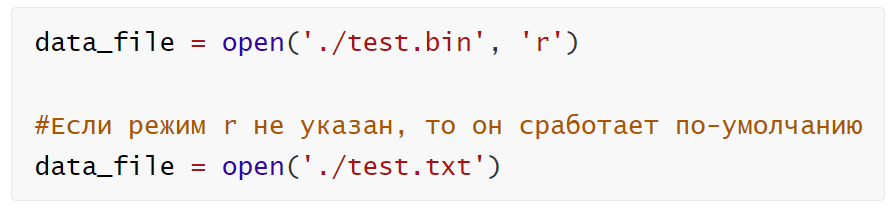 data_file = open('./test.bin', 'r')
#Если режим r не указан, то он сработает по-умолчанию
data_file = open('./test.txt')